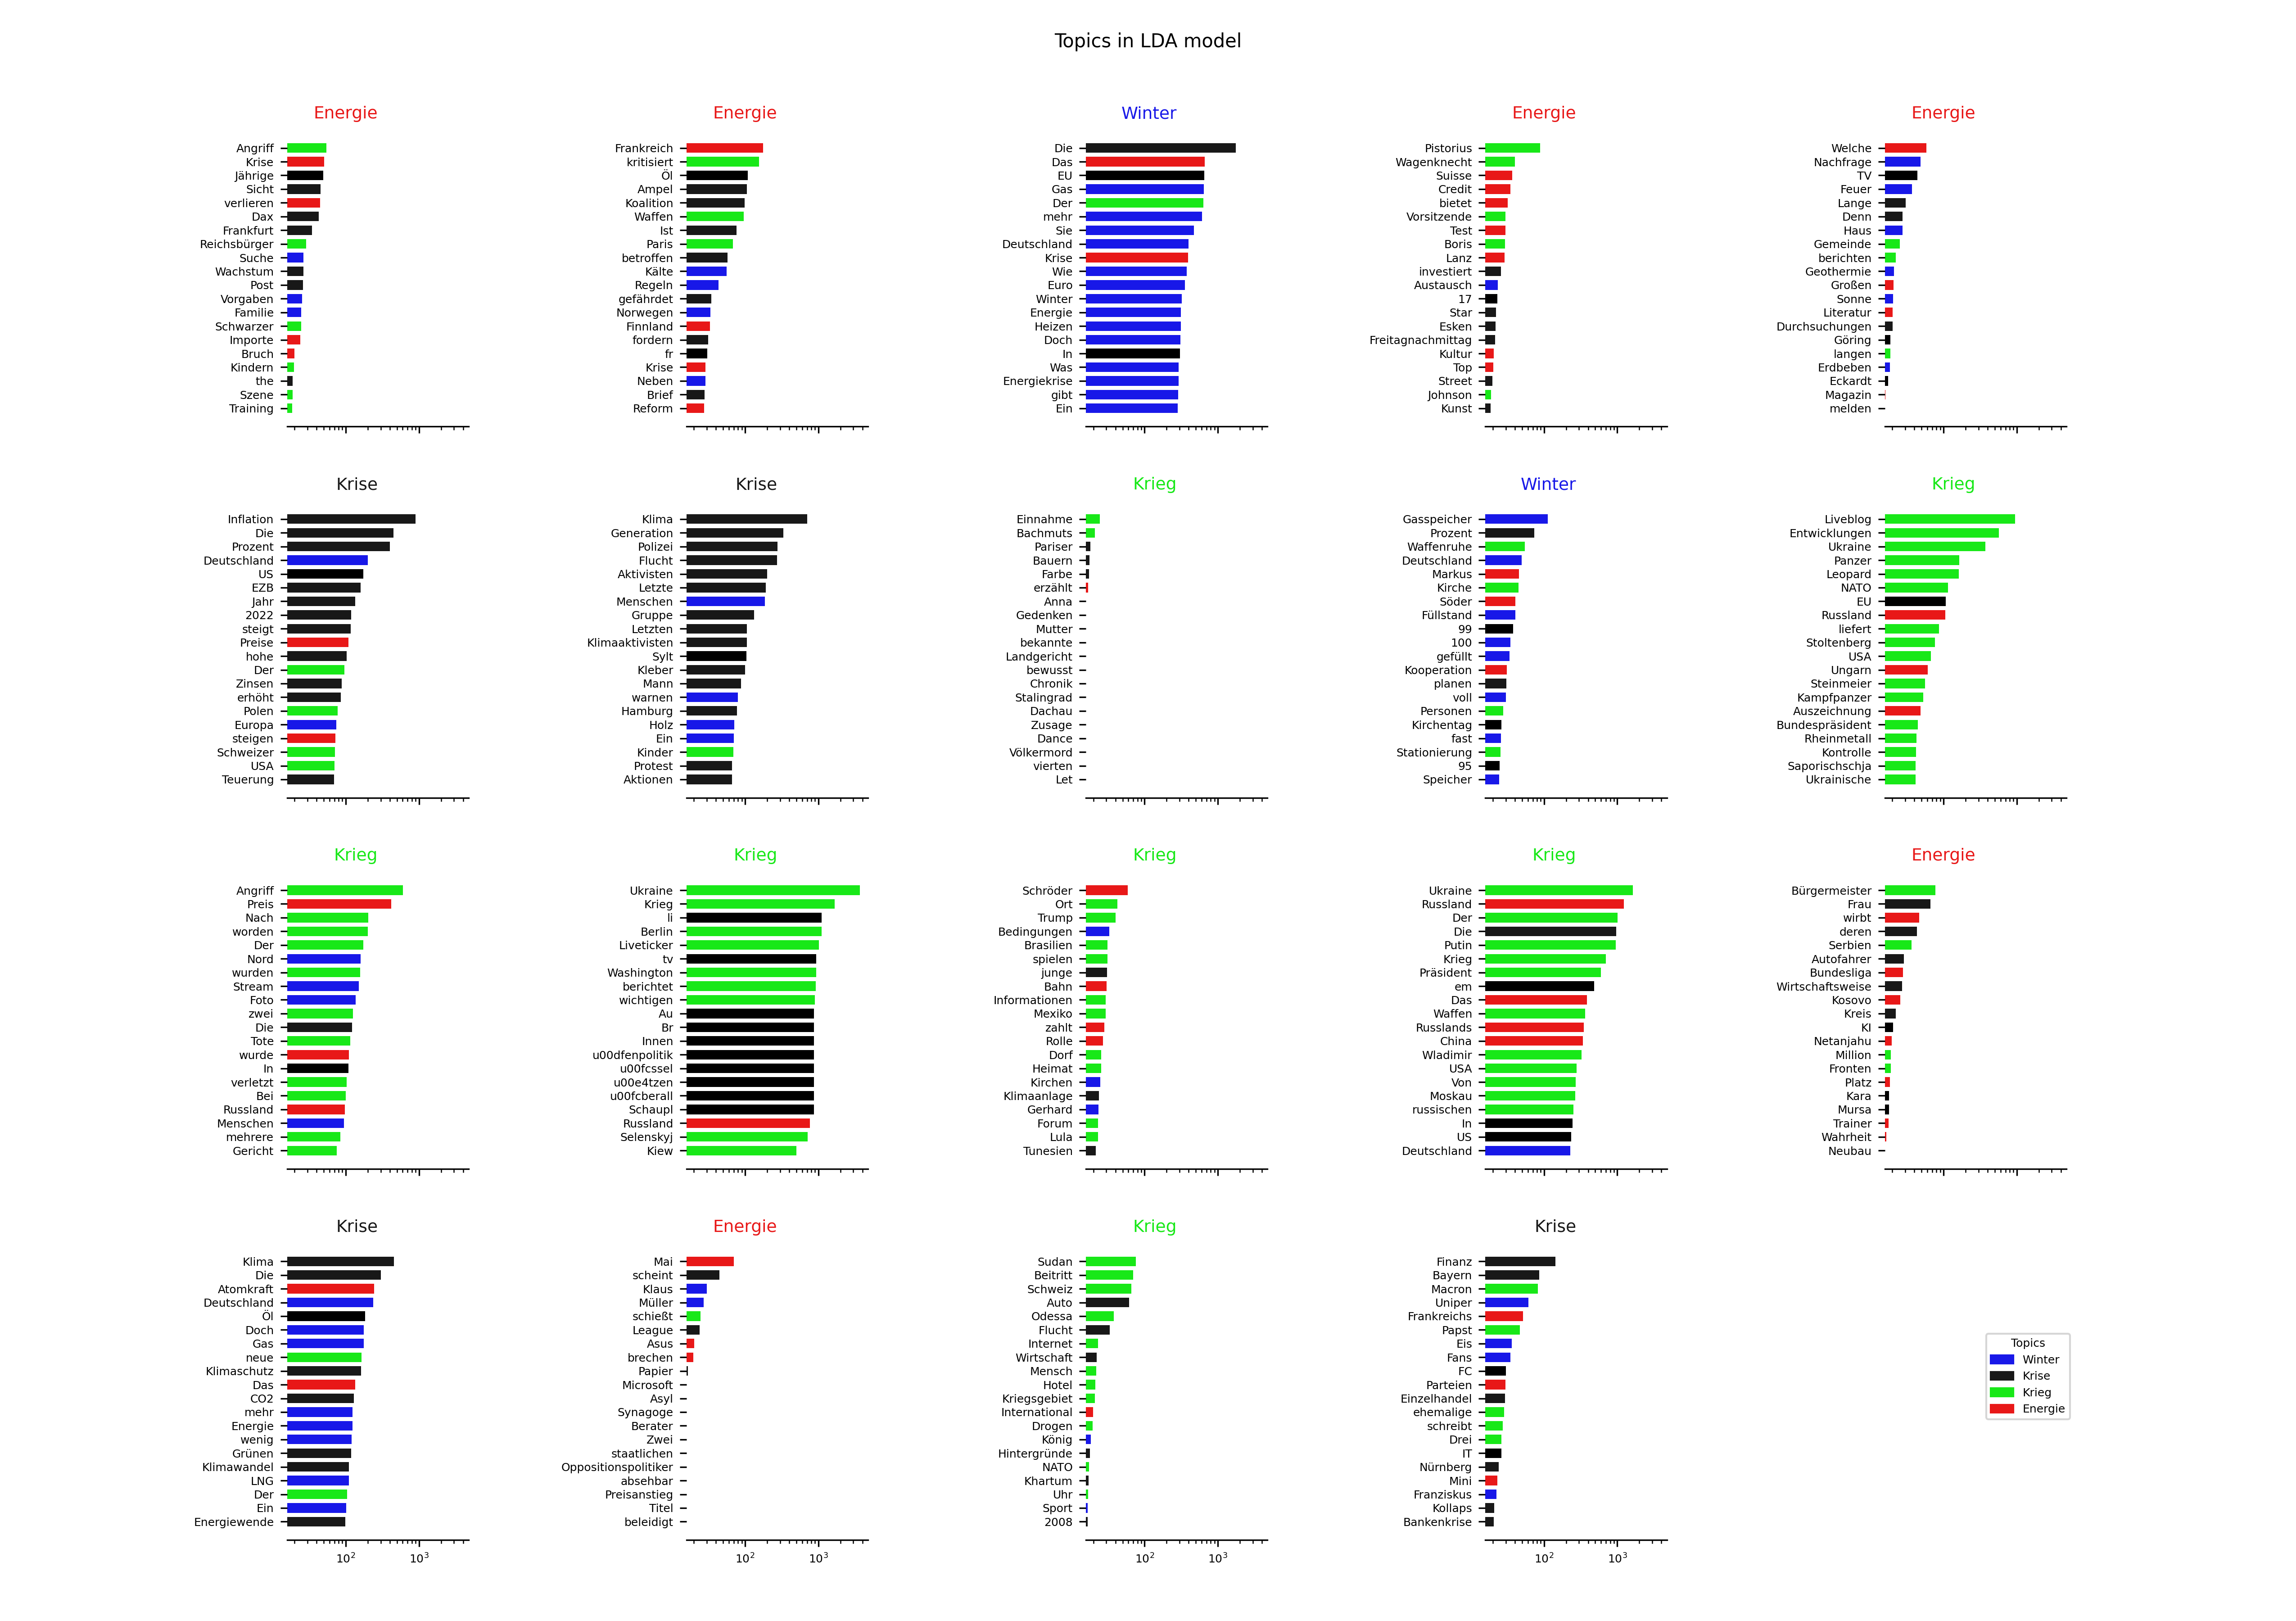 Topics in LDA model
Energie
Angriff
Krise
Jährige
Sicht
verlieren
Dax
Frankfurt
Reichsbürger
Suche
Wachstum
Post
Vorgaben
Familie
Schwarzer
Importe
Bruch
Kindern
the
Szene
Training
Energie
Frankreich
kritisiert
Öl
Ampel
Koalition
Waffen
Ist
Paris
betroffen
Kälte
Regeln
gefährdet
Norwegen
Finnland
fordern
fr
Krise
Neben
Brief
Reform
Winter
Die
Das
EU
Gas
Der
mehr
Sie
Deutschland
Krise
Wie
Euro
Winter
Energie
Heizen
Doch
In
Was
Energiekrise
gibt
Ein
Energie
Pistorius
Wagenknecht
Suisse
Credit
bietet
Vorsitzende
Test
Boris
Lanz
investiert
Austausch
17
Star
Esken
Freitagnachmittag
Kultur
Top
Street
Johnson
Kunst
Energie
Welche
Nachfrage
TV
Feuer
Lange
Denn
Haus
Gemeinde
berichten
Geothermie
Großen
Sonne
Literatur
Durchsuchungen
Göring
langen
Erdbeben
Eckardt
Magazin
melden
Krise
Inflation
Die
Prozent
Deutschland
US
EZB
Jahr
2022
steigt
Preise
hohe
Der
Zinsen
erhöht
Polen
Europa
steigen
Schweizer
USA
Teuerung
Krise
Klima
Generation
Polizei
Flucht
Aktivisten
Letzte
Menschen
Gruppe
Letzten
Klimaaktivisten
Sylt
Kleber
Mann
warnen
Hamburg
Holz
Ein
Kinder
Protest
Aktionen
Krieg
Einnahme
Bachmuts
Pariser
Bauern
Farbe
erzählt
Anna
Gedenken
Mutter
bekannte
Landgericht
bewusst
Chronik
Stalingrad
Dachau
Zusage
Dance
Völkermord
vierten
Let
Winter
Gasspeicher
Prozent
Waffenruhe
Deutschland
Markus
Kirche
Söder
Füllstand
99
100
gefüllt
Kooperation
planen
voll
Personen
Kirchentag
fast
Stationierung
95
Speicher
Krieg
Liveblog
Entwicklungen
Ukraine
Panzer
Leopard
NATO
EU
Russland
liefert
Stoltenberg
USA
Ungarn
Steinmeier
Kampfpanzer
Auszeichnung
Bundespräsident
Rheinmetall
Kontrolle
Saporischschja
Ukrainische
Krieg
Angriff
Preis
Nach
worden
Der
Nord
wurden
Stream
Foto
zwei
Die
Tote
wurde
In
verletzt
Bei
Russland
Menschen
mehrere
Gericht
Krieg
Ukraine
Krieg
li
Berlin
Liveticker
tv
Washington
berichtet
wichtigen
Au
Br
Innen
u00dfenpolitik
u00fcssel
u00e4tzen
u00fcberall
Schaupl
Russland
Selenskyj
Kiew
Krieg
Schröder
Ort
Trump
Bedingungen
Brasilien
spielen
junge
Bahn
Informationen
Mexiko
zahlt
Rolle
Dorf
Heimat
Kirchen
Klimaanlage
Gerhard
Forum
Lula
Tunesien
Krieg
Ukraine
Russland
Der
Die
Putin
Krieg
Präsident
em
Das
Waffen
Russlands
China
Wladimir
USA
Von
Moskau
russischen
In
US
Deutschland
Energie
Bürgermeister
Frau
wirbt
deren
Serbien
Autofahrer
Bundesliga
Wirtschaftsweise
Kosovo
Kreis
KI
Netanjahu
Million
Fronten
Platz
Kara
Mursa
Trainer
Wahrheit
Neubau
Krise
Klima
Die
Atomkraft
Deutschland
Öl
Doch
Gas
neue
Klimaschutz
Das
CO2
mehr
Energie
wenig
Grünen
Klimawandel
LNG
Der
Ein
Energiewende
10² 10³
Energie
Mai
scheint
Klaus
Müller
schießt
League
Asus
brechen
Papier
Microsoft
Asyl
Synagoge
Berater
Zwei
staatlichen
Oppositionspolitiker
absehbar
Preisanstieg
Titel
beleidigt
10² 10³
Krieg
Sudan
Beitritt
Schweiz
Auto
Odessa
Flucht
Internet
Wirtschaft
Mensch
Hotel
Kriegsgebiet
International
Drogen
König
Hintergründe
NATO
Khartum
Uhr
Sport
2008
10² 10³
Krise
Finanz
Bayern
Macron
Uniper
Frankreichs
Papst
Eis
Fans
FC
Parteien
Einzelhandel
ehemalige
schreibt
Drei
IT
Nürnberg
Mini
Franziskus
Kollaps
Bankenkrise
10² 10³
Topics
Winter
Krise
Krieg
Energie